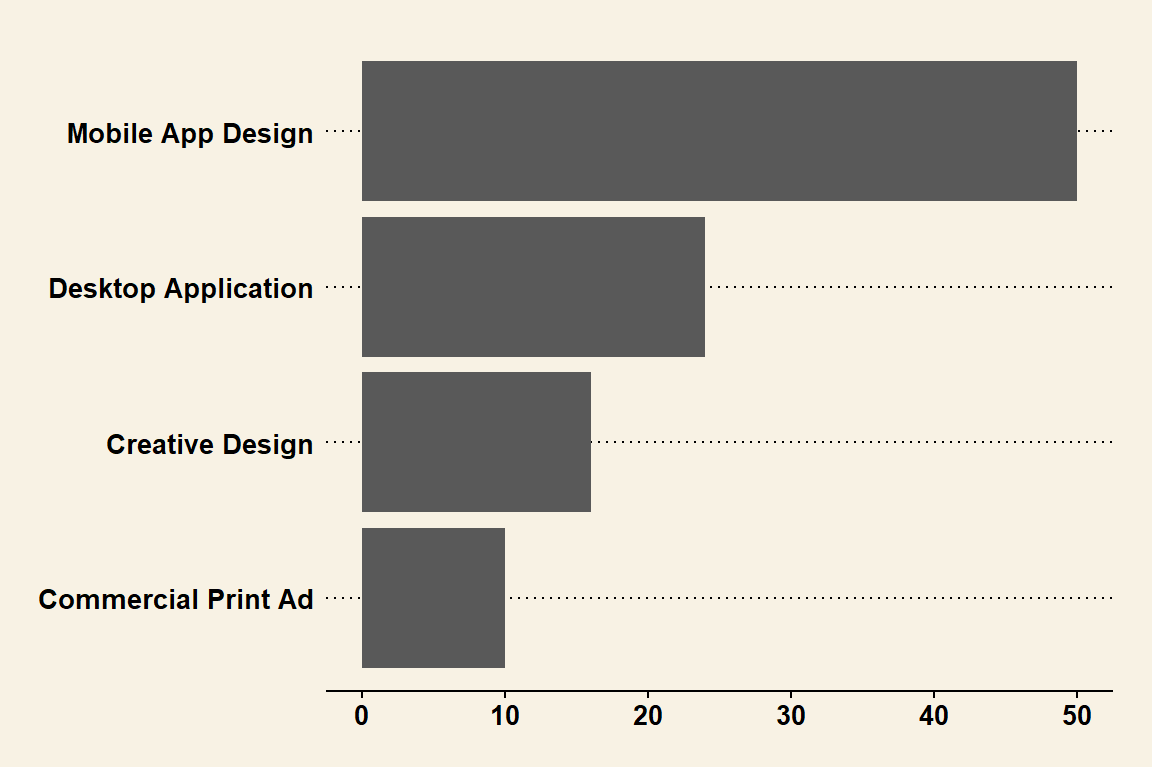 Mobile App Design
Desktop Application
Creative Design
Commercial Print Ad
0 10 20 30 40 50